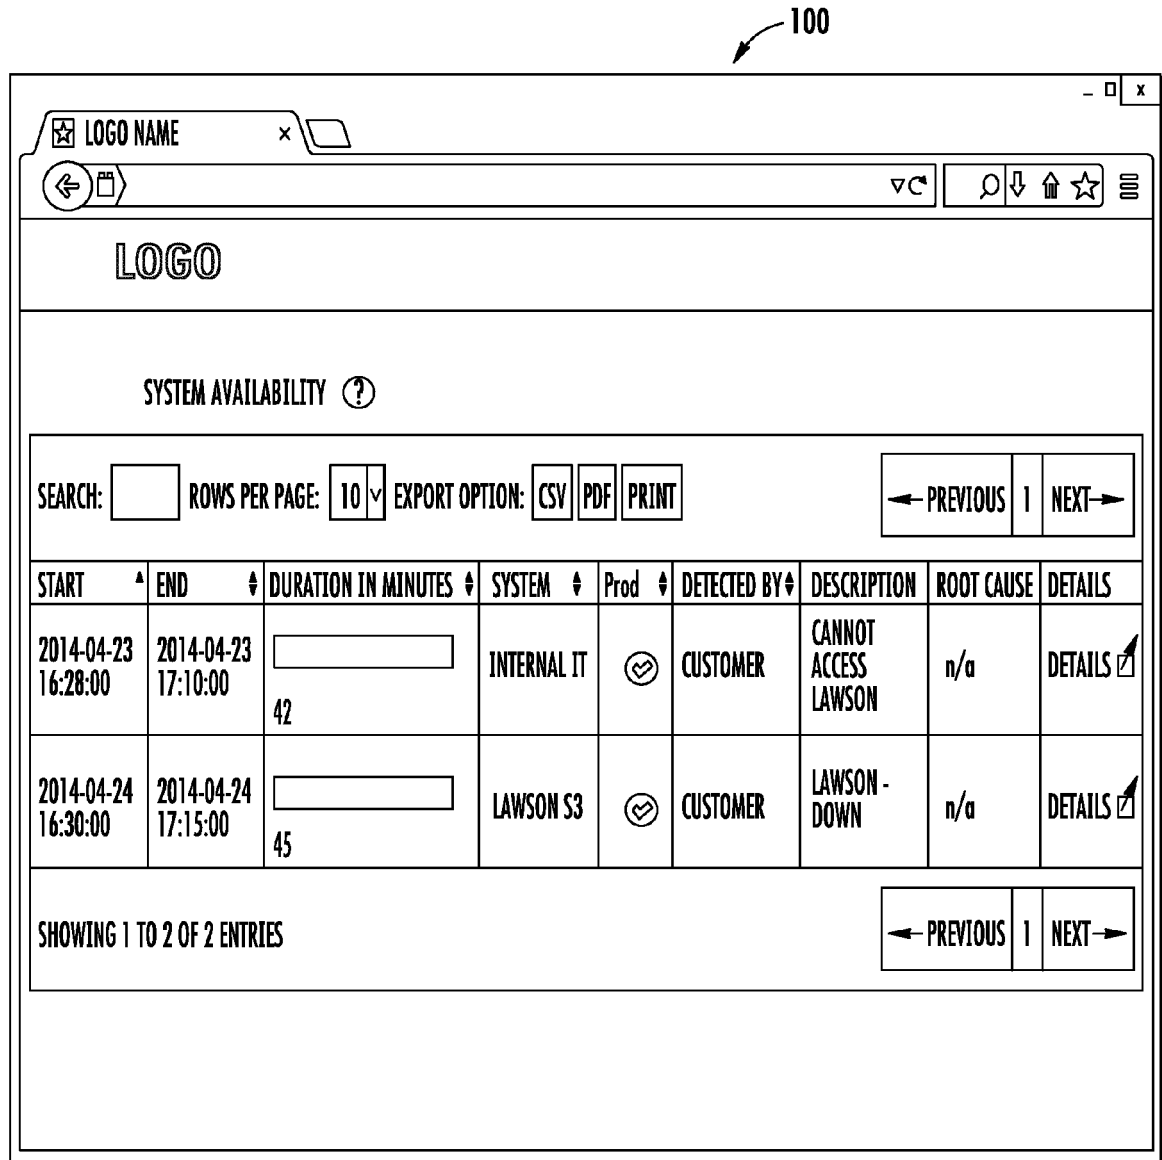 100
_ x
LOGO NAME ×
LOGO
SYSTEM AVAILABILITY ?
SEARCH: ROWS PER PAGE: 10 EXPORT OPTION: CSV PDF PRINT PREVIOUS 1 NEXT
START END DURATION IN MINUTES SYSTEM Prod DETECTED BY DESCRIPTION ROOT CAUSE DETAILS
2014-04-23 16:28:00
2014-04-23 17:10:00
42
INTERNAL IT
CUSTOMER
CANNOT
ACCESS
LAWSON
n/a
DETAILS
2014-04-24 16:30:00
2014-04-24 17:15:00
45
LAWSON S3
CUSTOMER
LAWSON -
DOWN
n/a
DETAILS
SHOWING 1 TO 2 OF 2 ENTRIES
PREVIOUS 1 NEXT